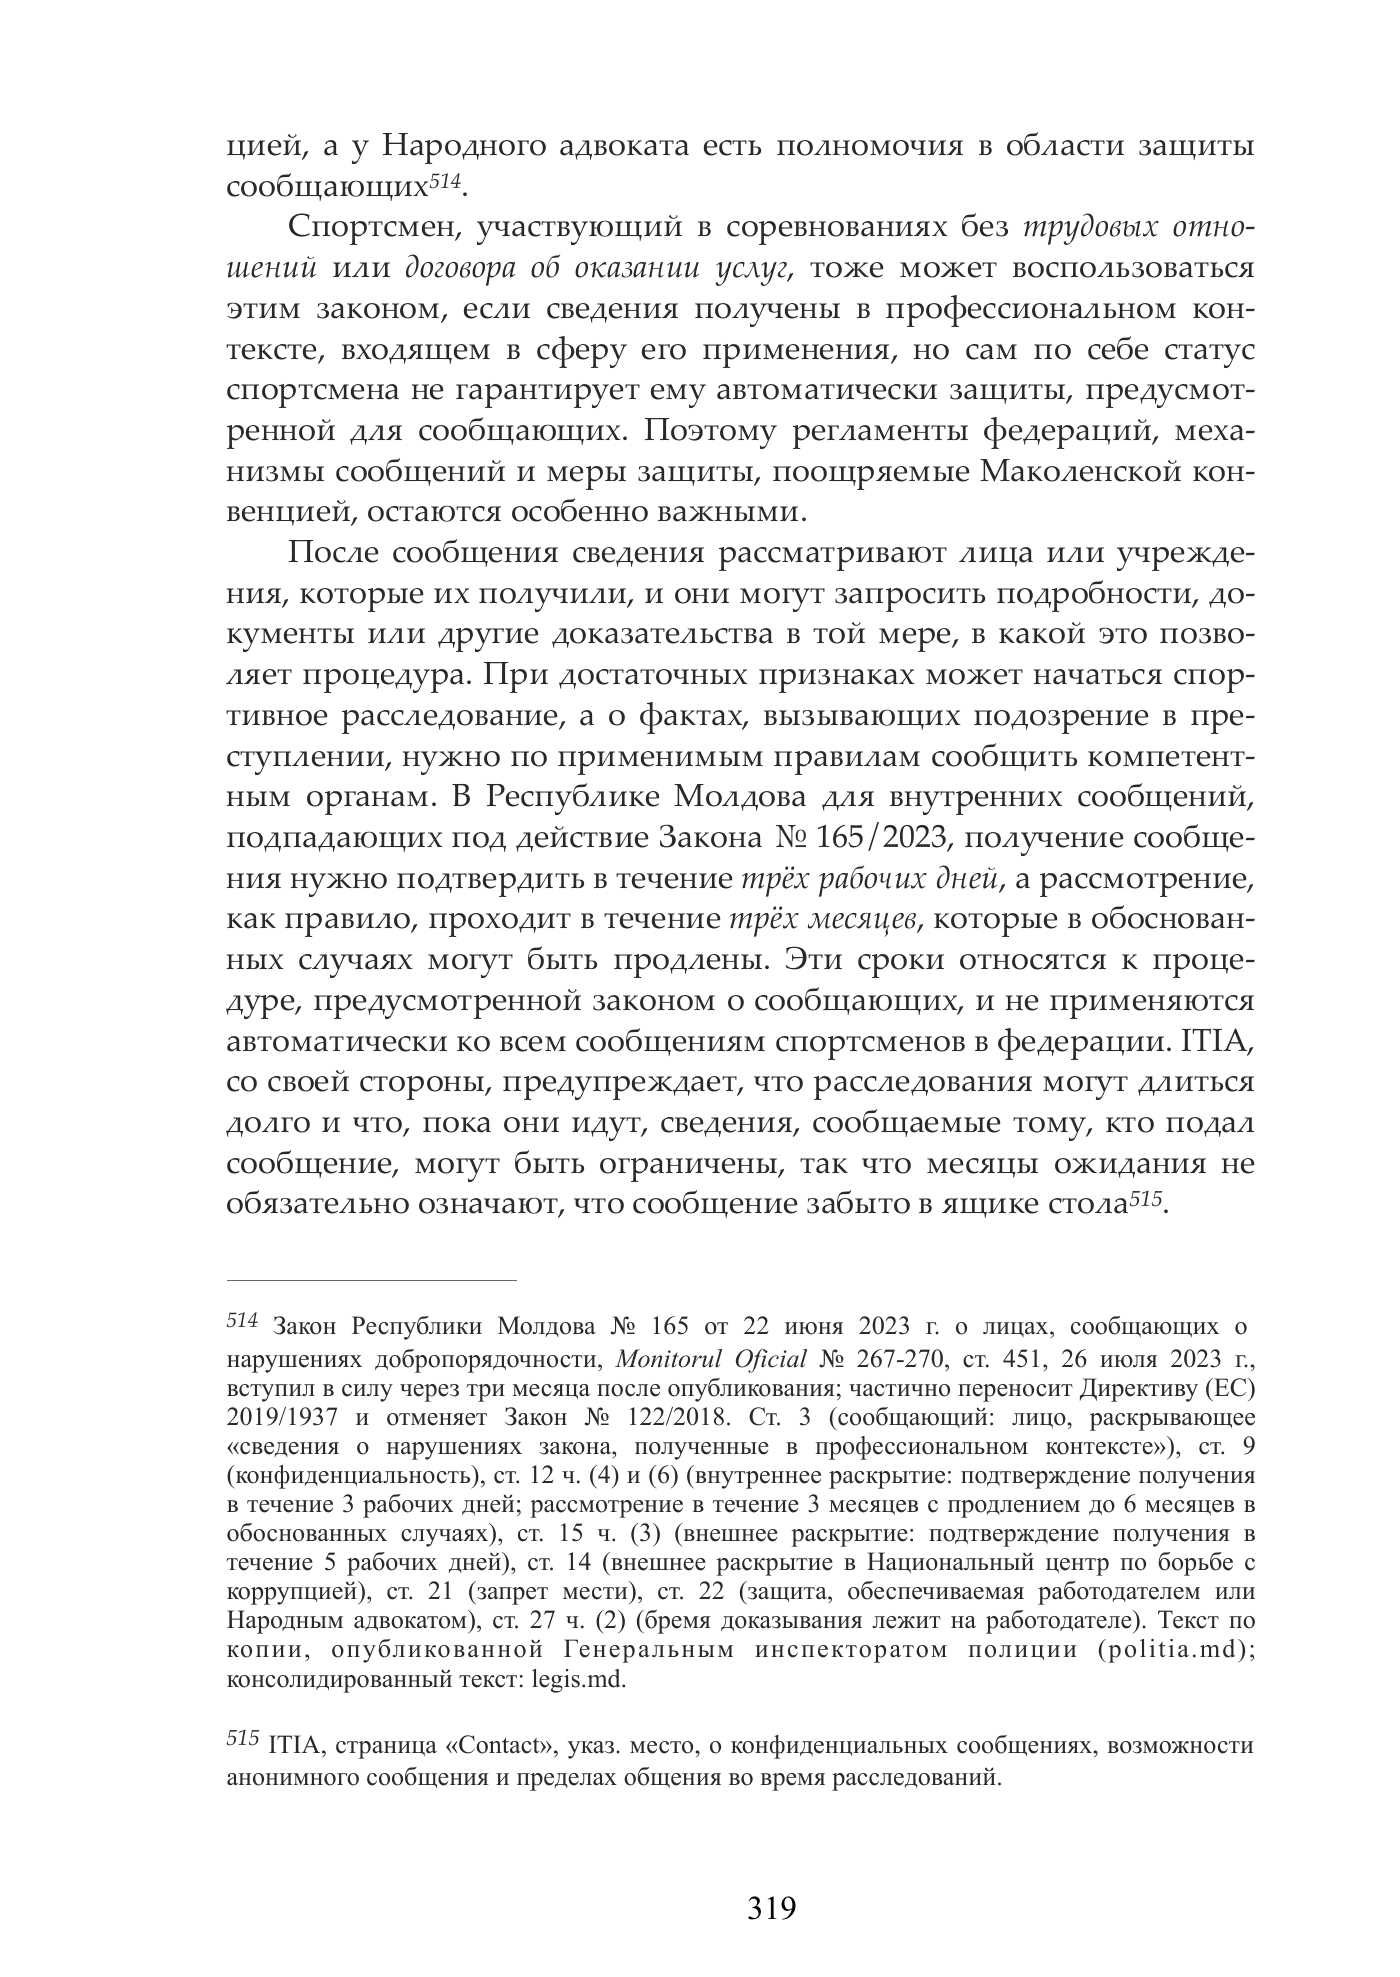 цией, а у Народного адвоката есть полномочия в области защиты
сообщающих514.
Спортсмен, участвующий в соревнованиях без трудовых отно-
шений или договора об оказании услуг, тоже может воспользоваться
этим законом, если сведения получены в профессиональном кон-
тексте, входящем в сферу его применения, но сам по себе статус
спортсмена не гарантирует ему автоматически защиты, предусмот-
ренной для сообщающих. Поэтому регламенты федераций, меха-
низмы сообщений и меры защиты, поощряемые Маколенской кон-
венцией, остаются особенно важными.
После сообщения сведения рассматривают лица или учрежде-
ния, которые их получили, и они могут запросить подробности, до-
кументы или другие доказательства в той мере, в какой это позво-
ляет процедура. При достаточных признаках может начаться спор-
тивное расследование, а о фактах, вызывающих подозрение в пре-
ступлении, нужно по применимым правилам сообщить компетент-
ным органам. В Республике Молдова для внутренних сообщений,
подпадающих под действие Закона № 165/2023, получение сообще-
ния нужно подтвердить в течение трёх рабочих дней, а рассмотрение,
как правило, проходит в течение трёх месяцев, которые в обоснован-
ных случаях могут быть продлены. Эти сроки относятся к проце-
дуре, предусмотренной законом о сообщающих, и не применяются
автоматически ко всем сообщениям спортсменов в федерации. ITIA,
со своей стороны, предупреждает, что расследования могут длиться
долго и что, пока они идут, сведения, сообщаемые тому, кто подал
сообщение, могут быть ограничены, так что месяцы ожидания не
обязательно означают, что сообщение забыто в ящике стола515.
514 Закон Республики Молдова № 165 от 22 июня 2023 г. о лицах, сообщающих о
нарушениях добропорядочности, Monitorul Oficial № 267-270, ст. 451, 26 июля 2023 г.,
вступил в силу через три месяца после опубликования; частично переносит Директиву (ЕС)
2019/1937 и отменяет Закон № 122/2018. Ст. 3 (сообщающий: лицо, раскрывающее
«сведения о нарушениях закона, полученные в профессиональном контексте»), ст. 9
(конфиденциальность), ст. 12 ч. (4) и (6) (внутреннее раскрытие: подтверждение получения
в течение 3 рабочих дней; рассмотрение в течение 3 месяцев с продлением до 6 месяцев в
обоснованных случаях), ст. 15 ч. (3) (внешнее раскрытие: подтверждение получения в
течение 5 рабочих дней), ст. 14 (внешнее раскрытие в Национальный центр по борьбе с
коррупцией), ст. 21 (запрет мести), ст. 22 (защита, обеспечиваемая работодателем или
Народным адвокатом), ст. 27 ч. (2) (бремя доказывания лежит на работодателе). Текст по
копии, опубликованной Генеральным инспекторатом полиции (politia.md);
консолидированный текст: legis.md.
515 ITIA, страница «Contact», указ. место, о конфиденциальных сообщениях, возможности
анонимного сообщения и пределах общения во время расследований.
319